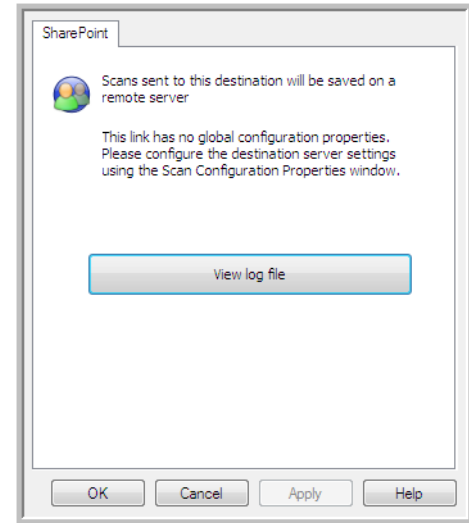 SharePoint
Scans sent to this destination will be saved on a
remote server
This link has no global configuration properties.
Please configure the destination server settings
using the Scan Configuration Properties window.
View log file
OK Cancel Apply Help